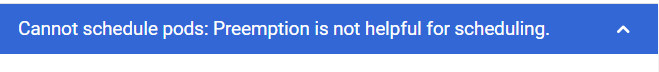 Cannot schedule pods: Preemption is not helpful for scheduling.